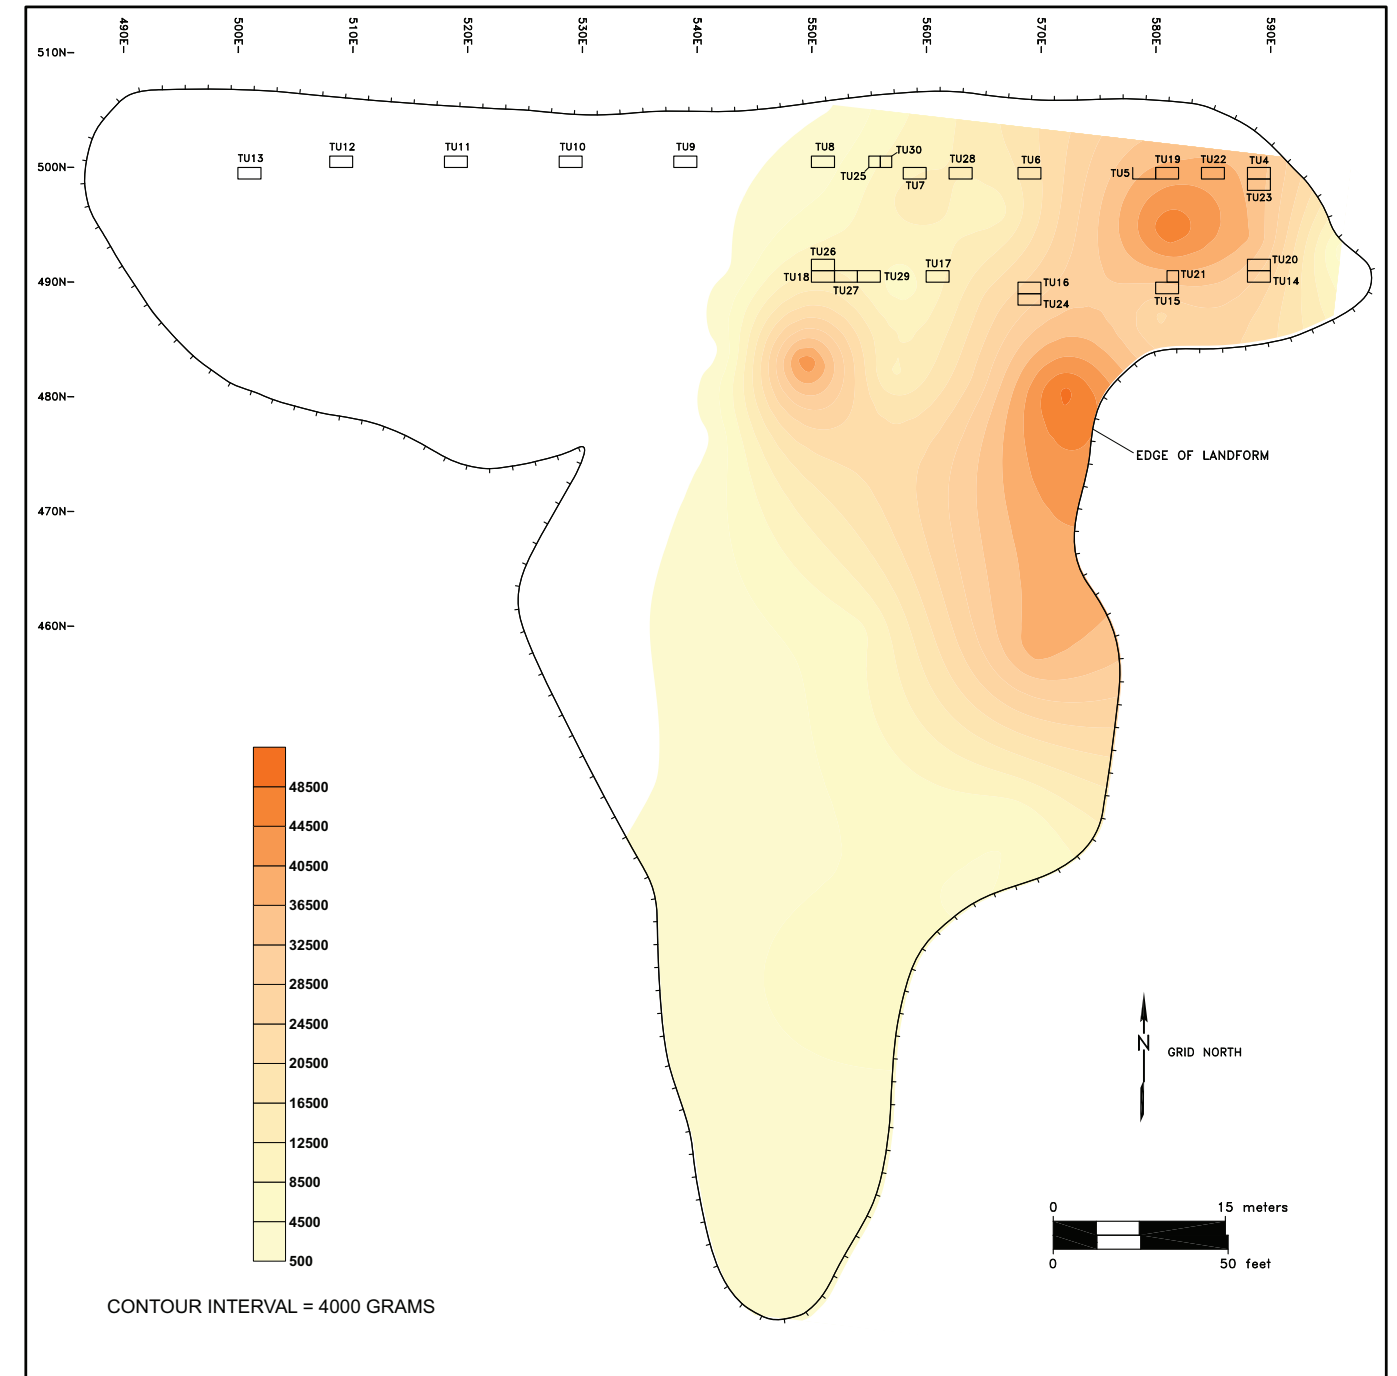 490E
500E
510E
520E
530E
540E
550E
560E
570E
580E
590E
510N
500N
490N
480N
470N
460N
TU13
TU12
TU11
TU10
TU9
TU8
TU30
TU25
TU7
TU28
TU6
TU5
TU19
TU22
TU4
TU23
TU26
TU18
TU27
TU29
TU17
TU16
TU24
TU21
TU15
TU20
TU14
EDGE OF LANDFORM
48500
44500
40500
36500
32500
28500
24500
20500
16500
12500
8500
4500
500
CONTOUR INTERVAL = 4000 GRAMS
N
GRID NORTH
0 15 meters
0 50 feet